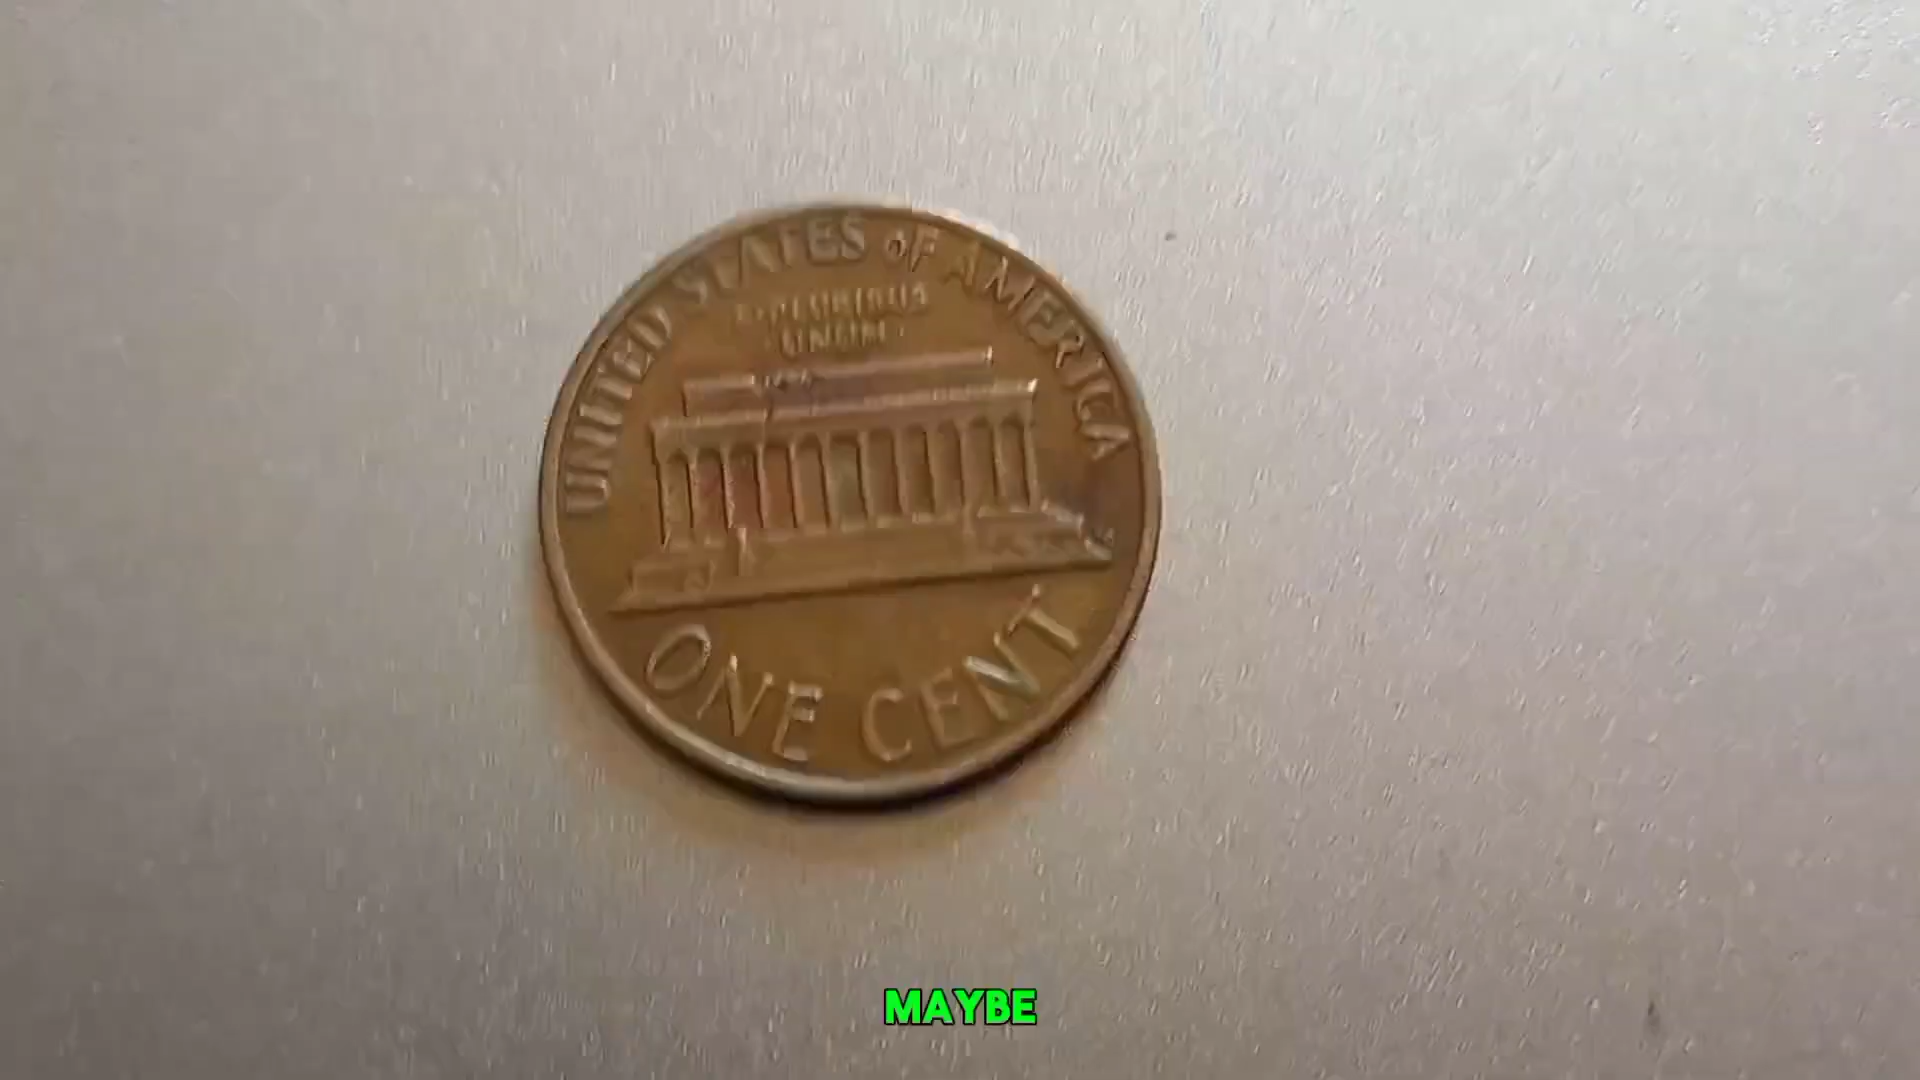 UNITED STATES OF AMERICA
E PLURIBUS
UNUM
ONE CENT
MAYBE